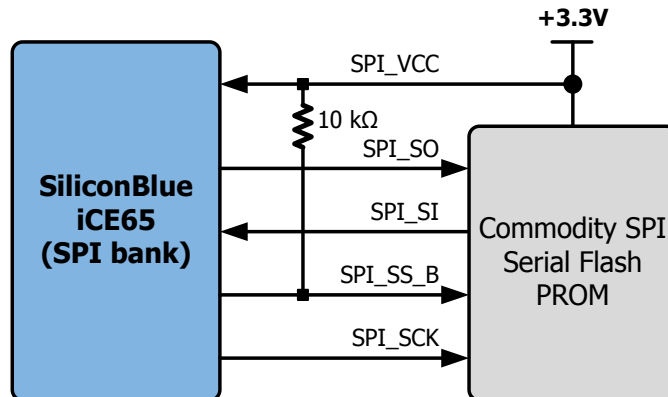 +3.3V
SPI_VCC
10 kΩ
SPI_SO
SiliconBlue
iCE65
(SPI bank)
SPI_SI
Commodity SPI
Serial Flash
PROM
SPI_SS_B
SPI_SCK